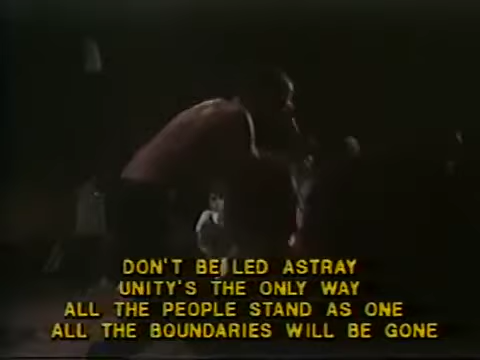 DON'T BE LED ASTRAY
UNITY'S THE ONLY WAY
ALL THE PEOPLE STAND AS ONE
ALL THE BOUNDARIES WILL BE GONE